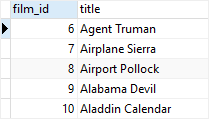 film_id title
6 Agent Truman
7 Airplane Sierra
8 Airport Pollock
9 Alabama Devil
10 Aladdin Calendar